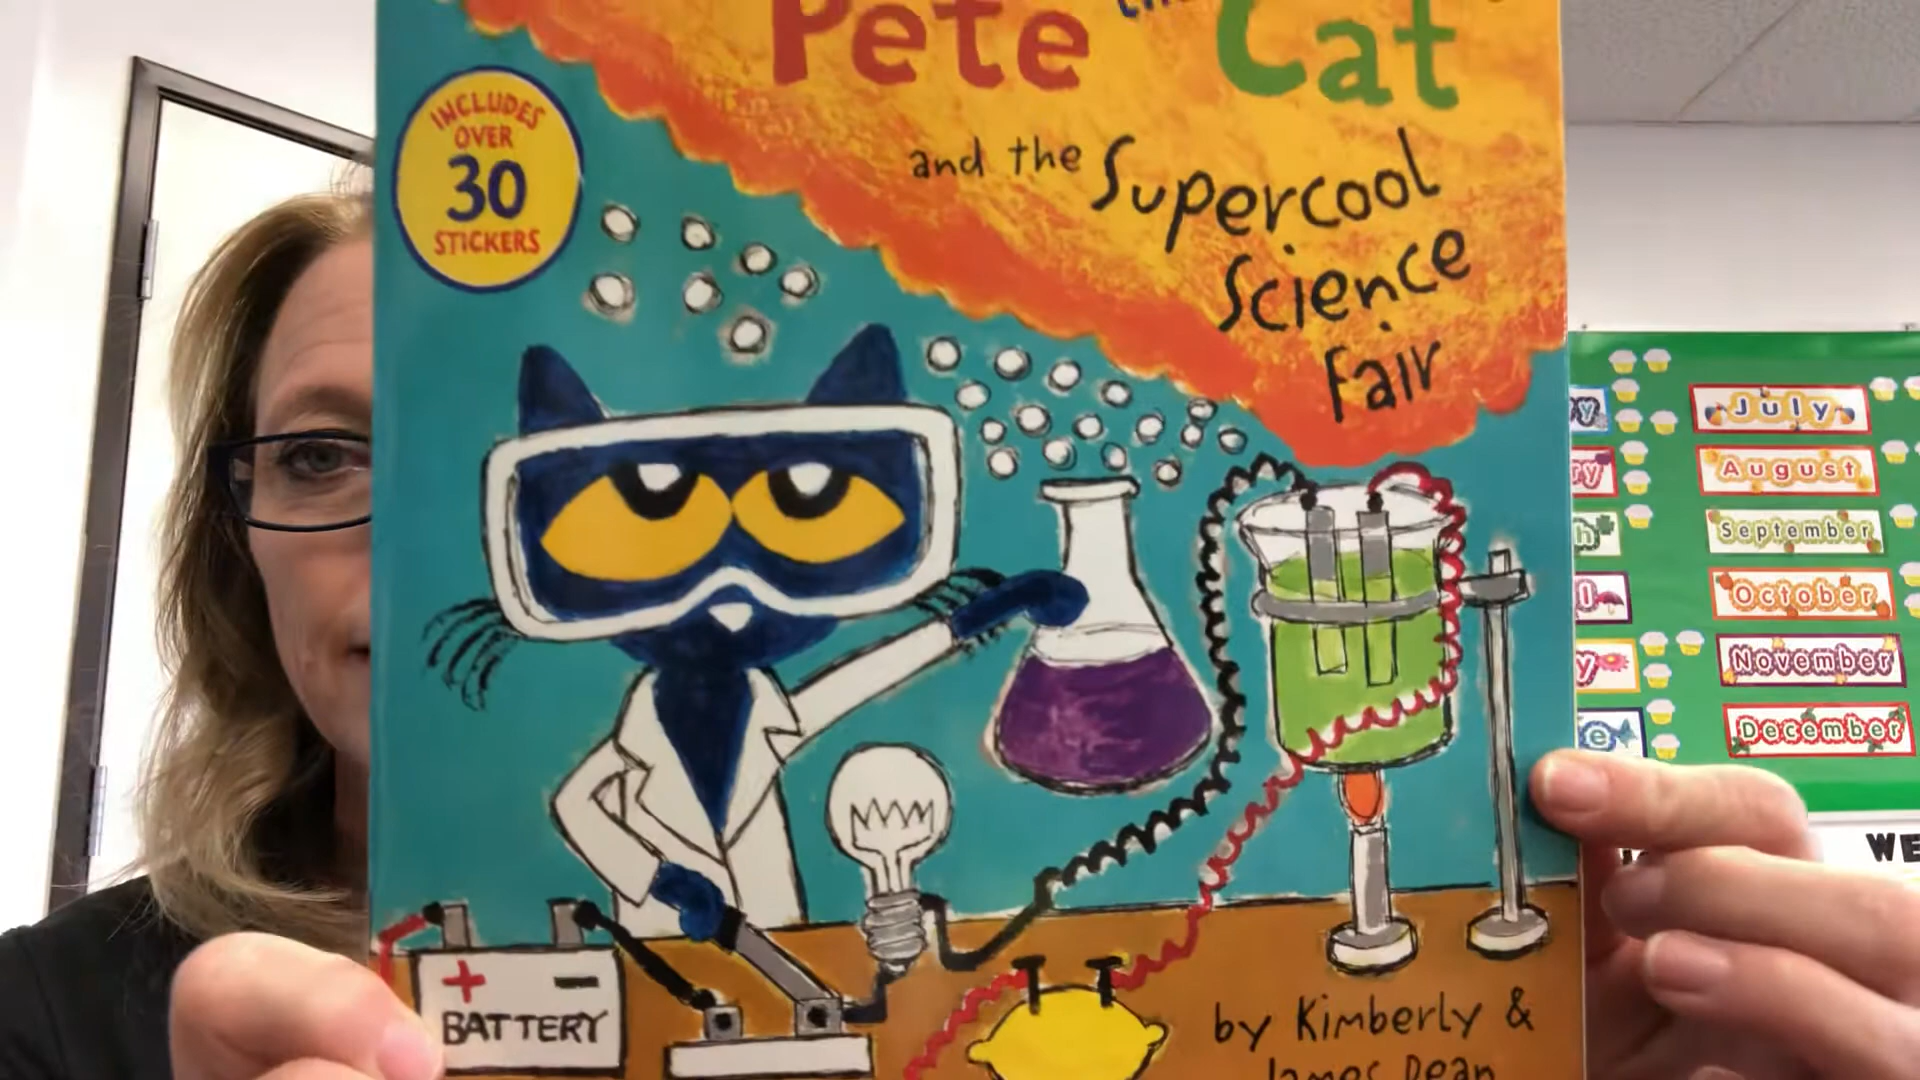 Pete the Cat
and the Supercool
Science
Fair
INCLUDES
OVER
30
STICKERS
+
-
BATTERY
by Kimberly &
James Dean
July
August
September
October
November
December
WE